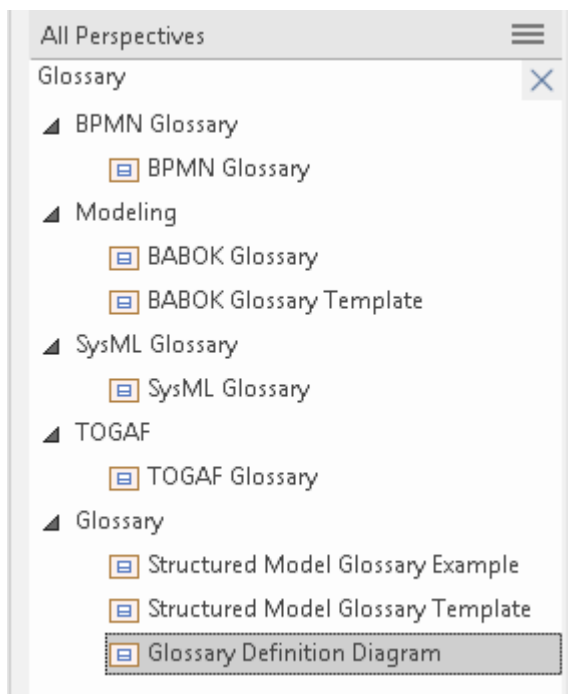 All Perspectives
Glossary
BPMN Glossary
BPMN Glossary
Modeling
BABOK Glossary
BABOK Glossary Template
SysML Glossary
SysML Glossary
TOGAF
TOGAF Glossary
Glossary
Structured Model Glossary Example
Structured Model Glossary Template
Glossary Definition Diagram